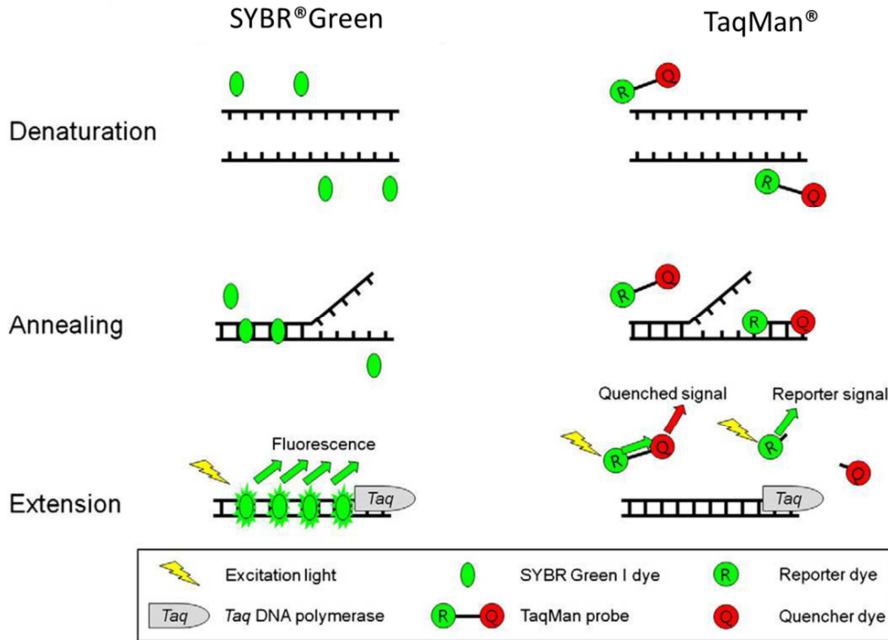 SYBR®Green
TaqMan®
R
Q
Denaturation
R
Q
R
Q
Annealing
R
Q
Quenched signal
Reporter signal
Fluorescence
R
Q
R
Q
Extension
Taq
Taq
Excitation light
SYBR Green I dye
R
Reporter dye
Taq
Taq DNA polymerase
R
Q
TaqMan probe
Q
Quencher dye